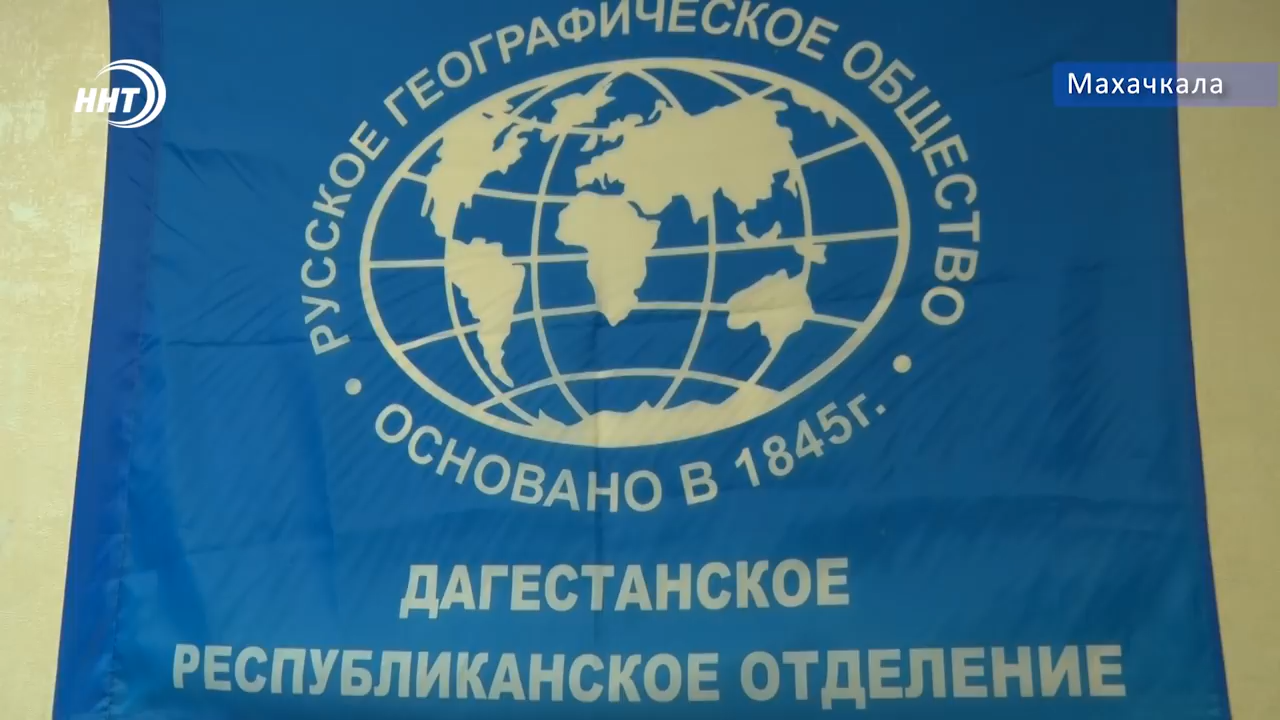 ННТ
Махачкала
РУССКОЕ ГЕОГРАФИЧЕСКОЕ ОБЩЕСТВО
• ОСНОВАНО В 1845г. •
ДАГЕСТАНСКОЕ
РЕСПУБЛИКАНСКОЕ ОТДЕЛЕНИЕ